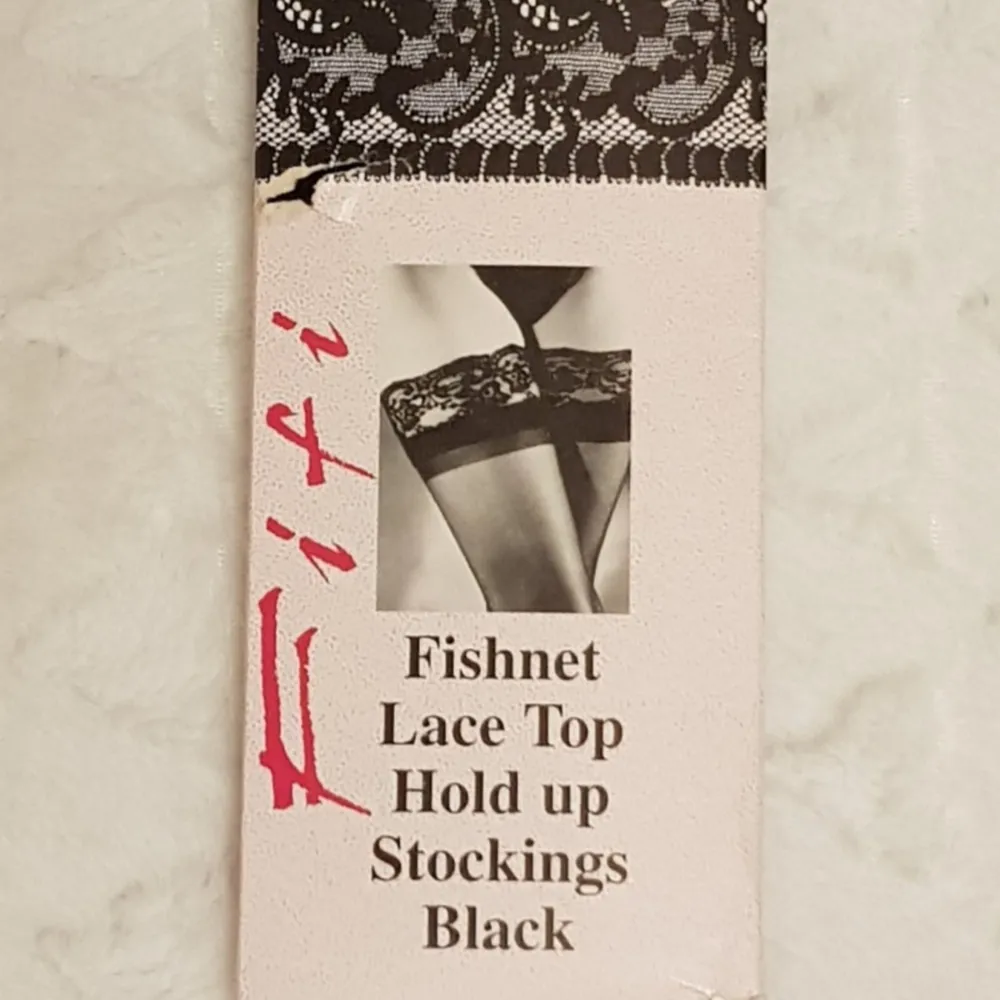 Fifi
Fishnet
Lace Top
Hold up
Stockings
Black